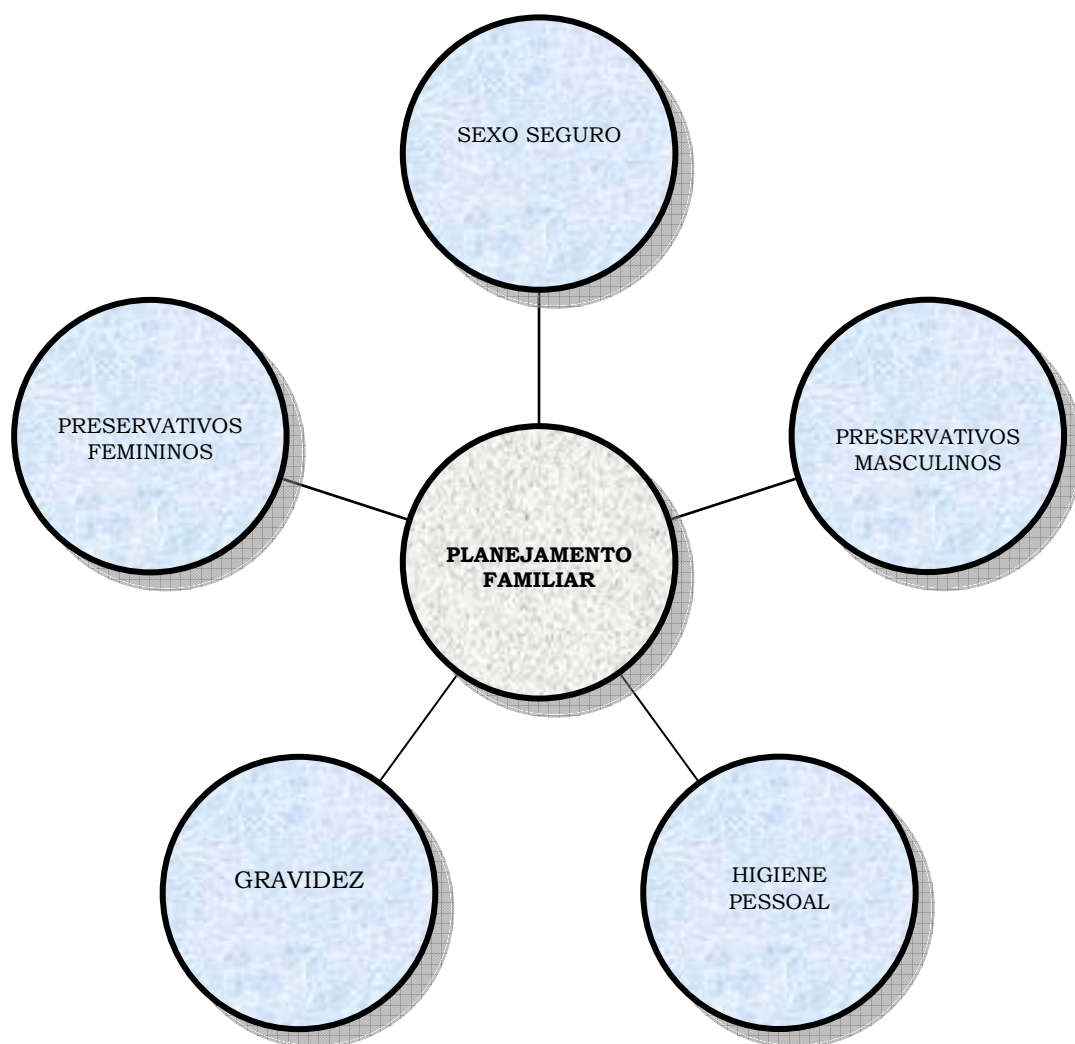 SEXO SEGURO
PRESERVATIVOS
FEMININOS
PRESERVATIVOS
MASCULINOS
PLANEJAMENTO
FAMILIAR
GRAVIDEZ
HIGIENE
PESSOAL